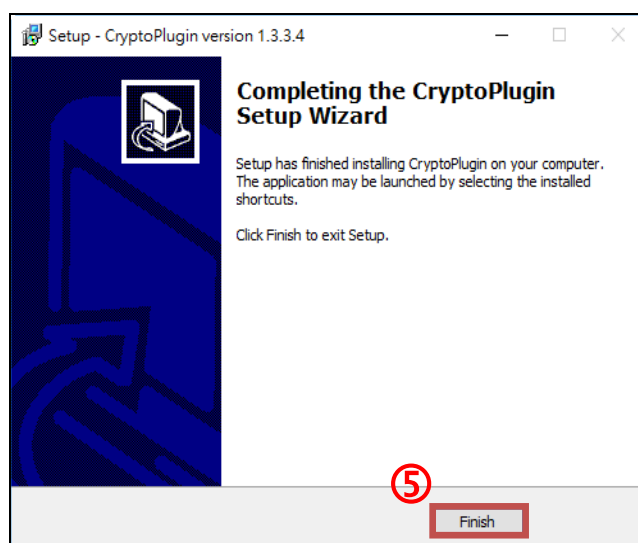 Setup - CryptoPlugin version 1.3.3.4
Completing the CryptoPlugin
Setup Wizard
Setup has finished installing CryptoPlugin on your computer.
The application may be launched by selecting the installed
shortcuts.
Click Finish to exit Setup.
⑤
Finish